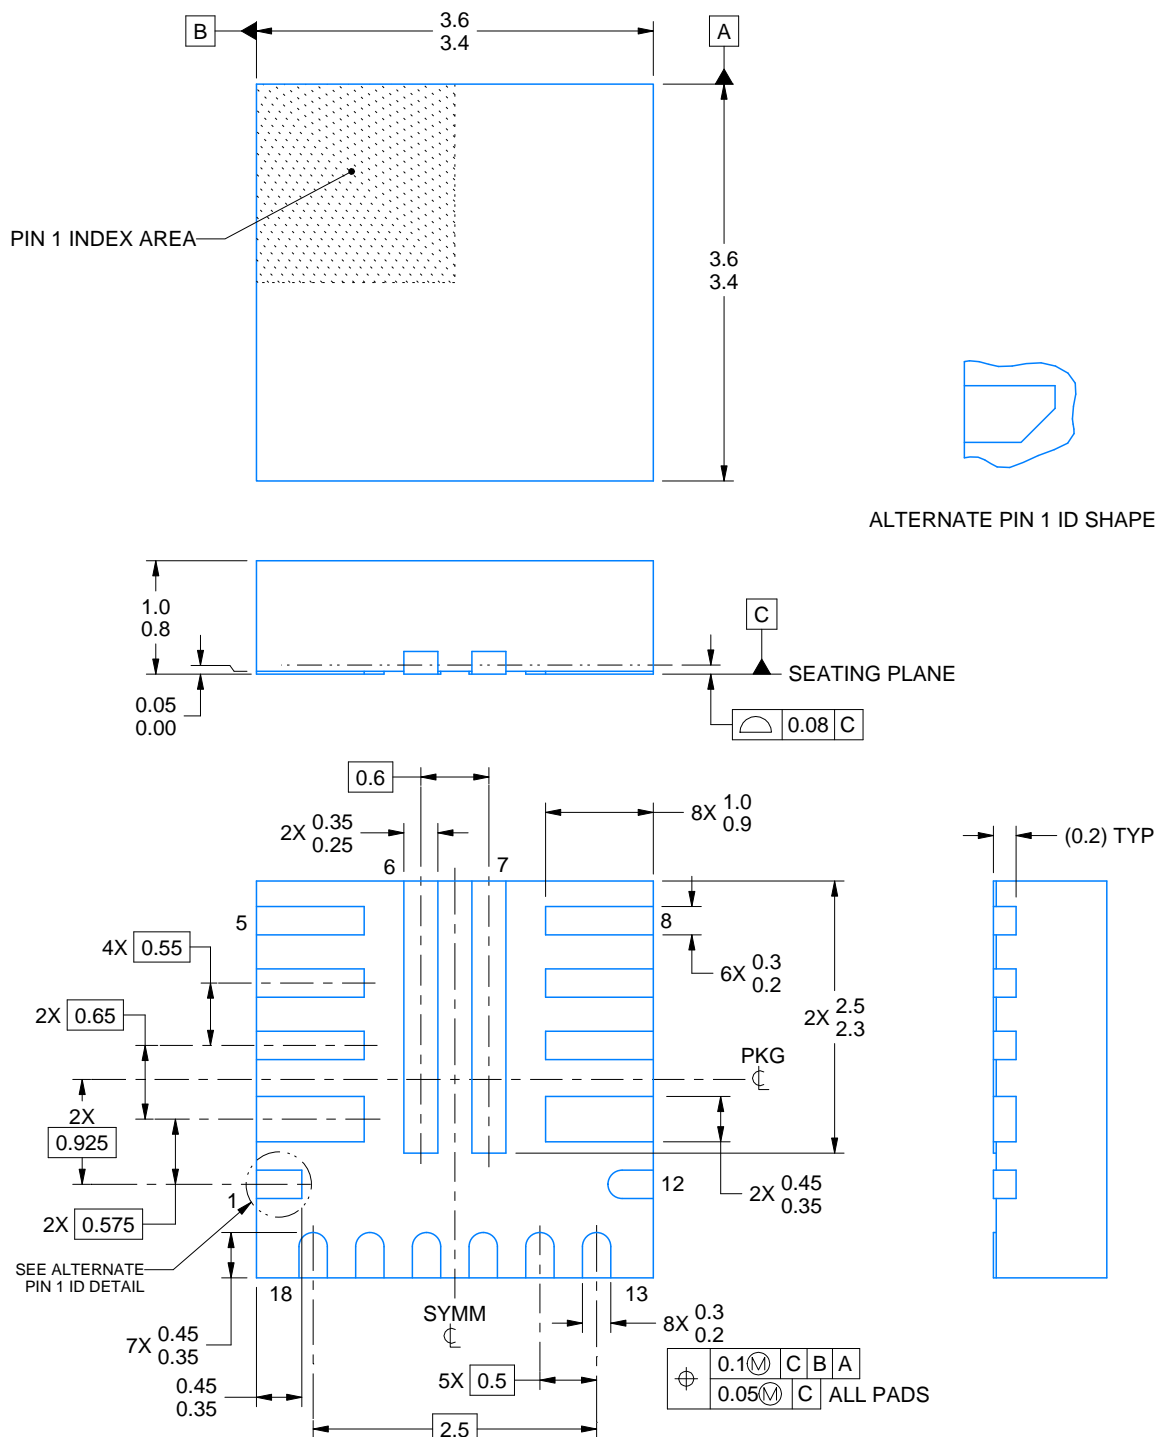 B
3.6
3.4
A
PIN 1 INDEX AREA
3.6
3.4
ALTERNATE PIN 1 ID SHAPE
1.0
0.8
C
SEATING PLANE
0.05
0.00
0.08 C
0.6
2X 0.35
0.25
8X 1.0
0.9
(0.2) TYP
6
7
5
8
4X 0.55
6X 0.3
0.2
2X 0.65
2X 2.5
2.3
PKG
℄
2X
0.925
1
12
2X 0.45
0.35
2X 0.575
SEE ALTERNATE
PIN 1 ID DETAIL
18
13
SYMM
℄
7X 0.45
0.35
8X 0.3
0.2
0.1Ⓜ C B A
0.05Ⓜ C ALL PADS
0.45
0.35
5X 0.5
2.5